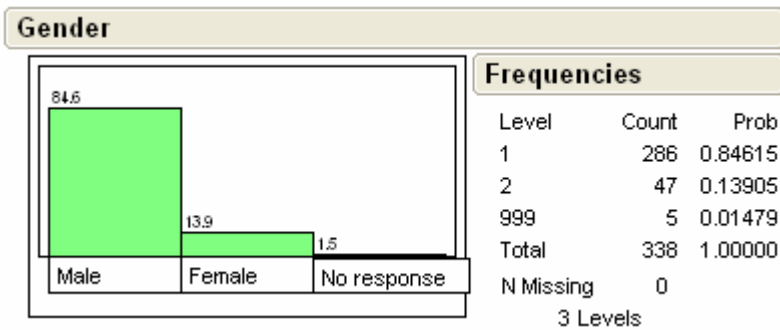 Gender
84.6
13.9
1.5
Male Female No response
Frequencies
Level Count Prob
1 286 0.84615
2 47 0.13905
999 5 0.01479
Total 338 1.00000
N Missing 0
3 Levels